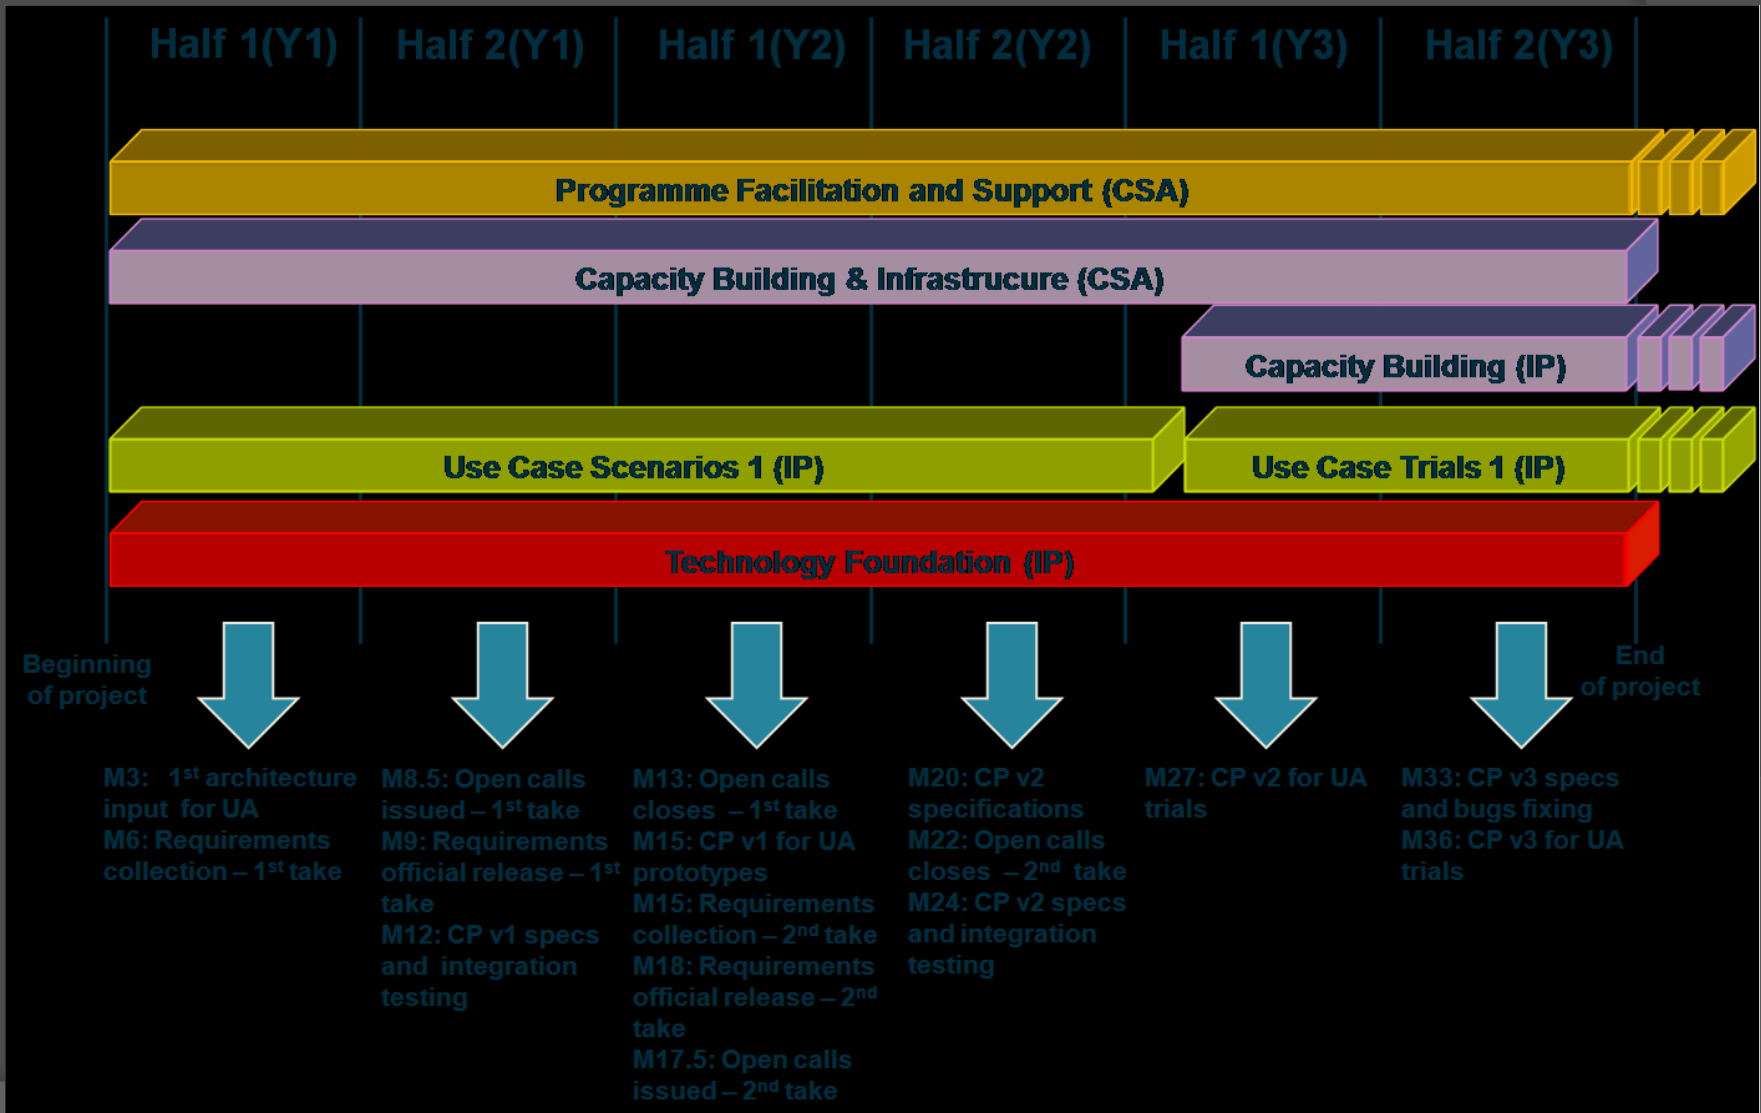 Half 1(Y1)
Half 2(Y1)
Half 1(Y2)
Half 2(Y2)
Half 1(Y3)
Half 2(Y3)
Programme Facilitation and Support (CSA)
Capacity Building & Infrastrucure (CSA)
Capacity Building (IP)
Use Case Scenarios 1 (IP)
Use Case Trials 1 (IP)
Technology Foundation (IP)
Beginning
of project
End
of project
M3: 1st architecture
input for UA
M6: Requirements
collection – 1st take
M8.5: Open calls
issued – 1st take
M9: Requirements
official release – 1st
take
M12: CP v1 specs
and integration
testing
M13: Open calls
closes – 1st take
M15: CP v1 for UA
prototypes
M15: Requirements
collection – 2nd take
M18: Requirements
official release – 2nd
take
M17.5: Open calls
issued – 2nd take
M20: CP v2
specifications
M22: Open calls
closes – 2nd take
M24: CP v2 specs
and integration
testing
M27: CP v2 for UA
trials
M33: CP v3 specs
and bugs fixing
M36: CP v3 for UA
trials